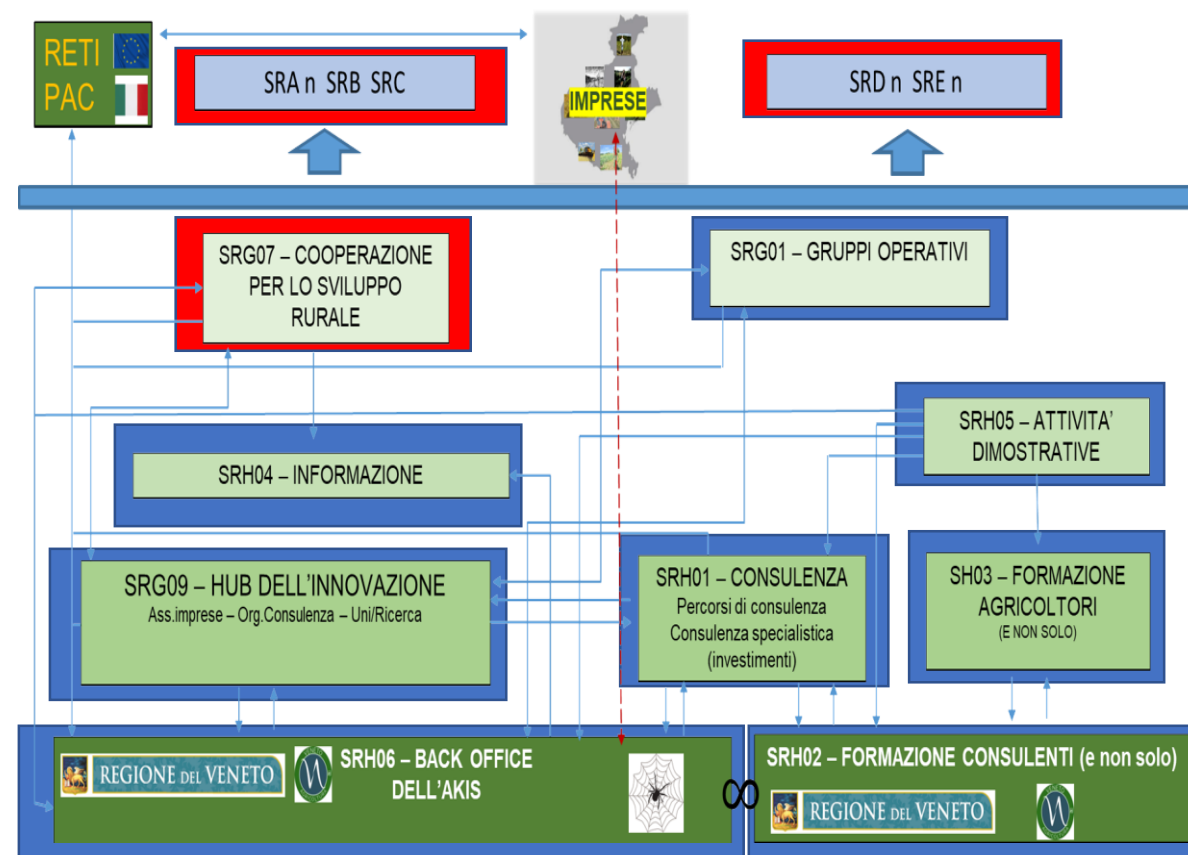 RETI
PAC
SRA n SRB SRC
IMPRESE
SRD n SRE n
SRG07 – COOPERAZIONE
PER LO SVILUPPO
RURALE
SRG01 – GRUPPI OPERATIVI
SRH05 – ATTIVITA’
DIMOSTRATIVE
SRH04 – INFORMAZIONE
SRG09 – HUB DELL’INNOVAZIONE
Ass.imprese – Org.Consulenza – Uni/Ricerca
SRH01 – CONSULENZA
Percorsi di consulenza
Consulenza specialistica
(investimenti)
SH03 – FORMAZIONE
AGRICOLTORI
(E NON SOLO)
REGIONE DEL VENETO
SRH06 – BACK OFFICE
DELL’AKIS
∞
SRH02 – FORMAZIONE CONSULENTI (e non solo)
REGIONE DEL VENETO